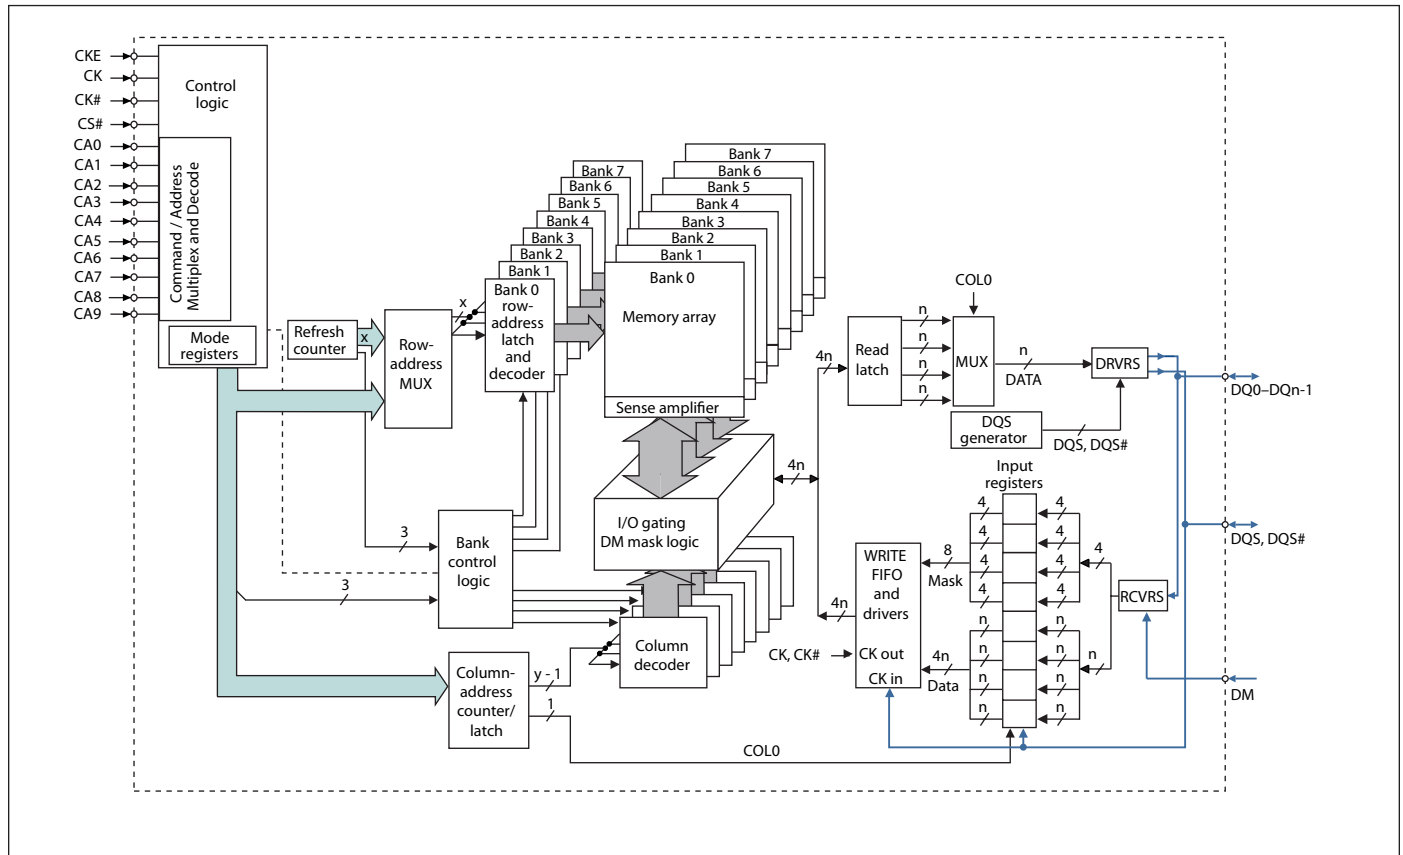 CKE
CK
CK#
CS#
CA0
CA1
CA2
CA3
CA4
CA5
CA6
CA7
CA8
CA9
Control
logic
Command / Address
Multiplex and Decode
Mode
registers
Refresh
counter
x
Row-
address
MUX
x
Bank 7
Bank 6
Bank 5
Bank 4
Bank 3
Bank 2
Bank 1
Bank 0
row-
address
latch
and
decoder
Bank 7
Bank 6
Bank 5
Bank 4
Bank 3
Bank 2
Bank 1
Bank 0
Memory array
Sense amplifier
3
3
Bank
control
logic
I/O gating
DM mask logic
Column
decoder
Column-
address
counter/
latch
y - 1
1
COL0
4n
4n
4n
Read
latch
n
n
n
n
COL0
MUX
n
DATA
DRVRS
DQS
generator
DQS, DQS#
DQ0–DQn-1
DQS, DQS#
DM
Input
registers
4
4
4
4
n
n
n
n
4
4
4
4
n
n
n
n
4
n
RCVRS
8
Mask
4n
Data
WRITE
FIFO
and
drivers
CK out
CK in
CK, CK#